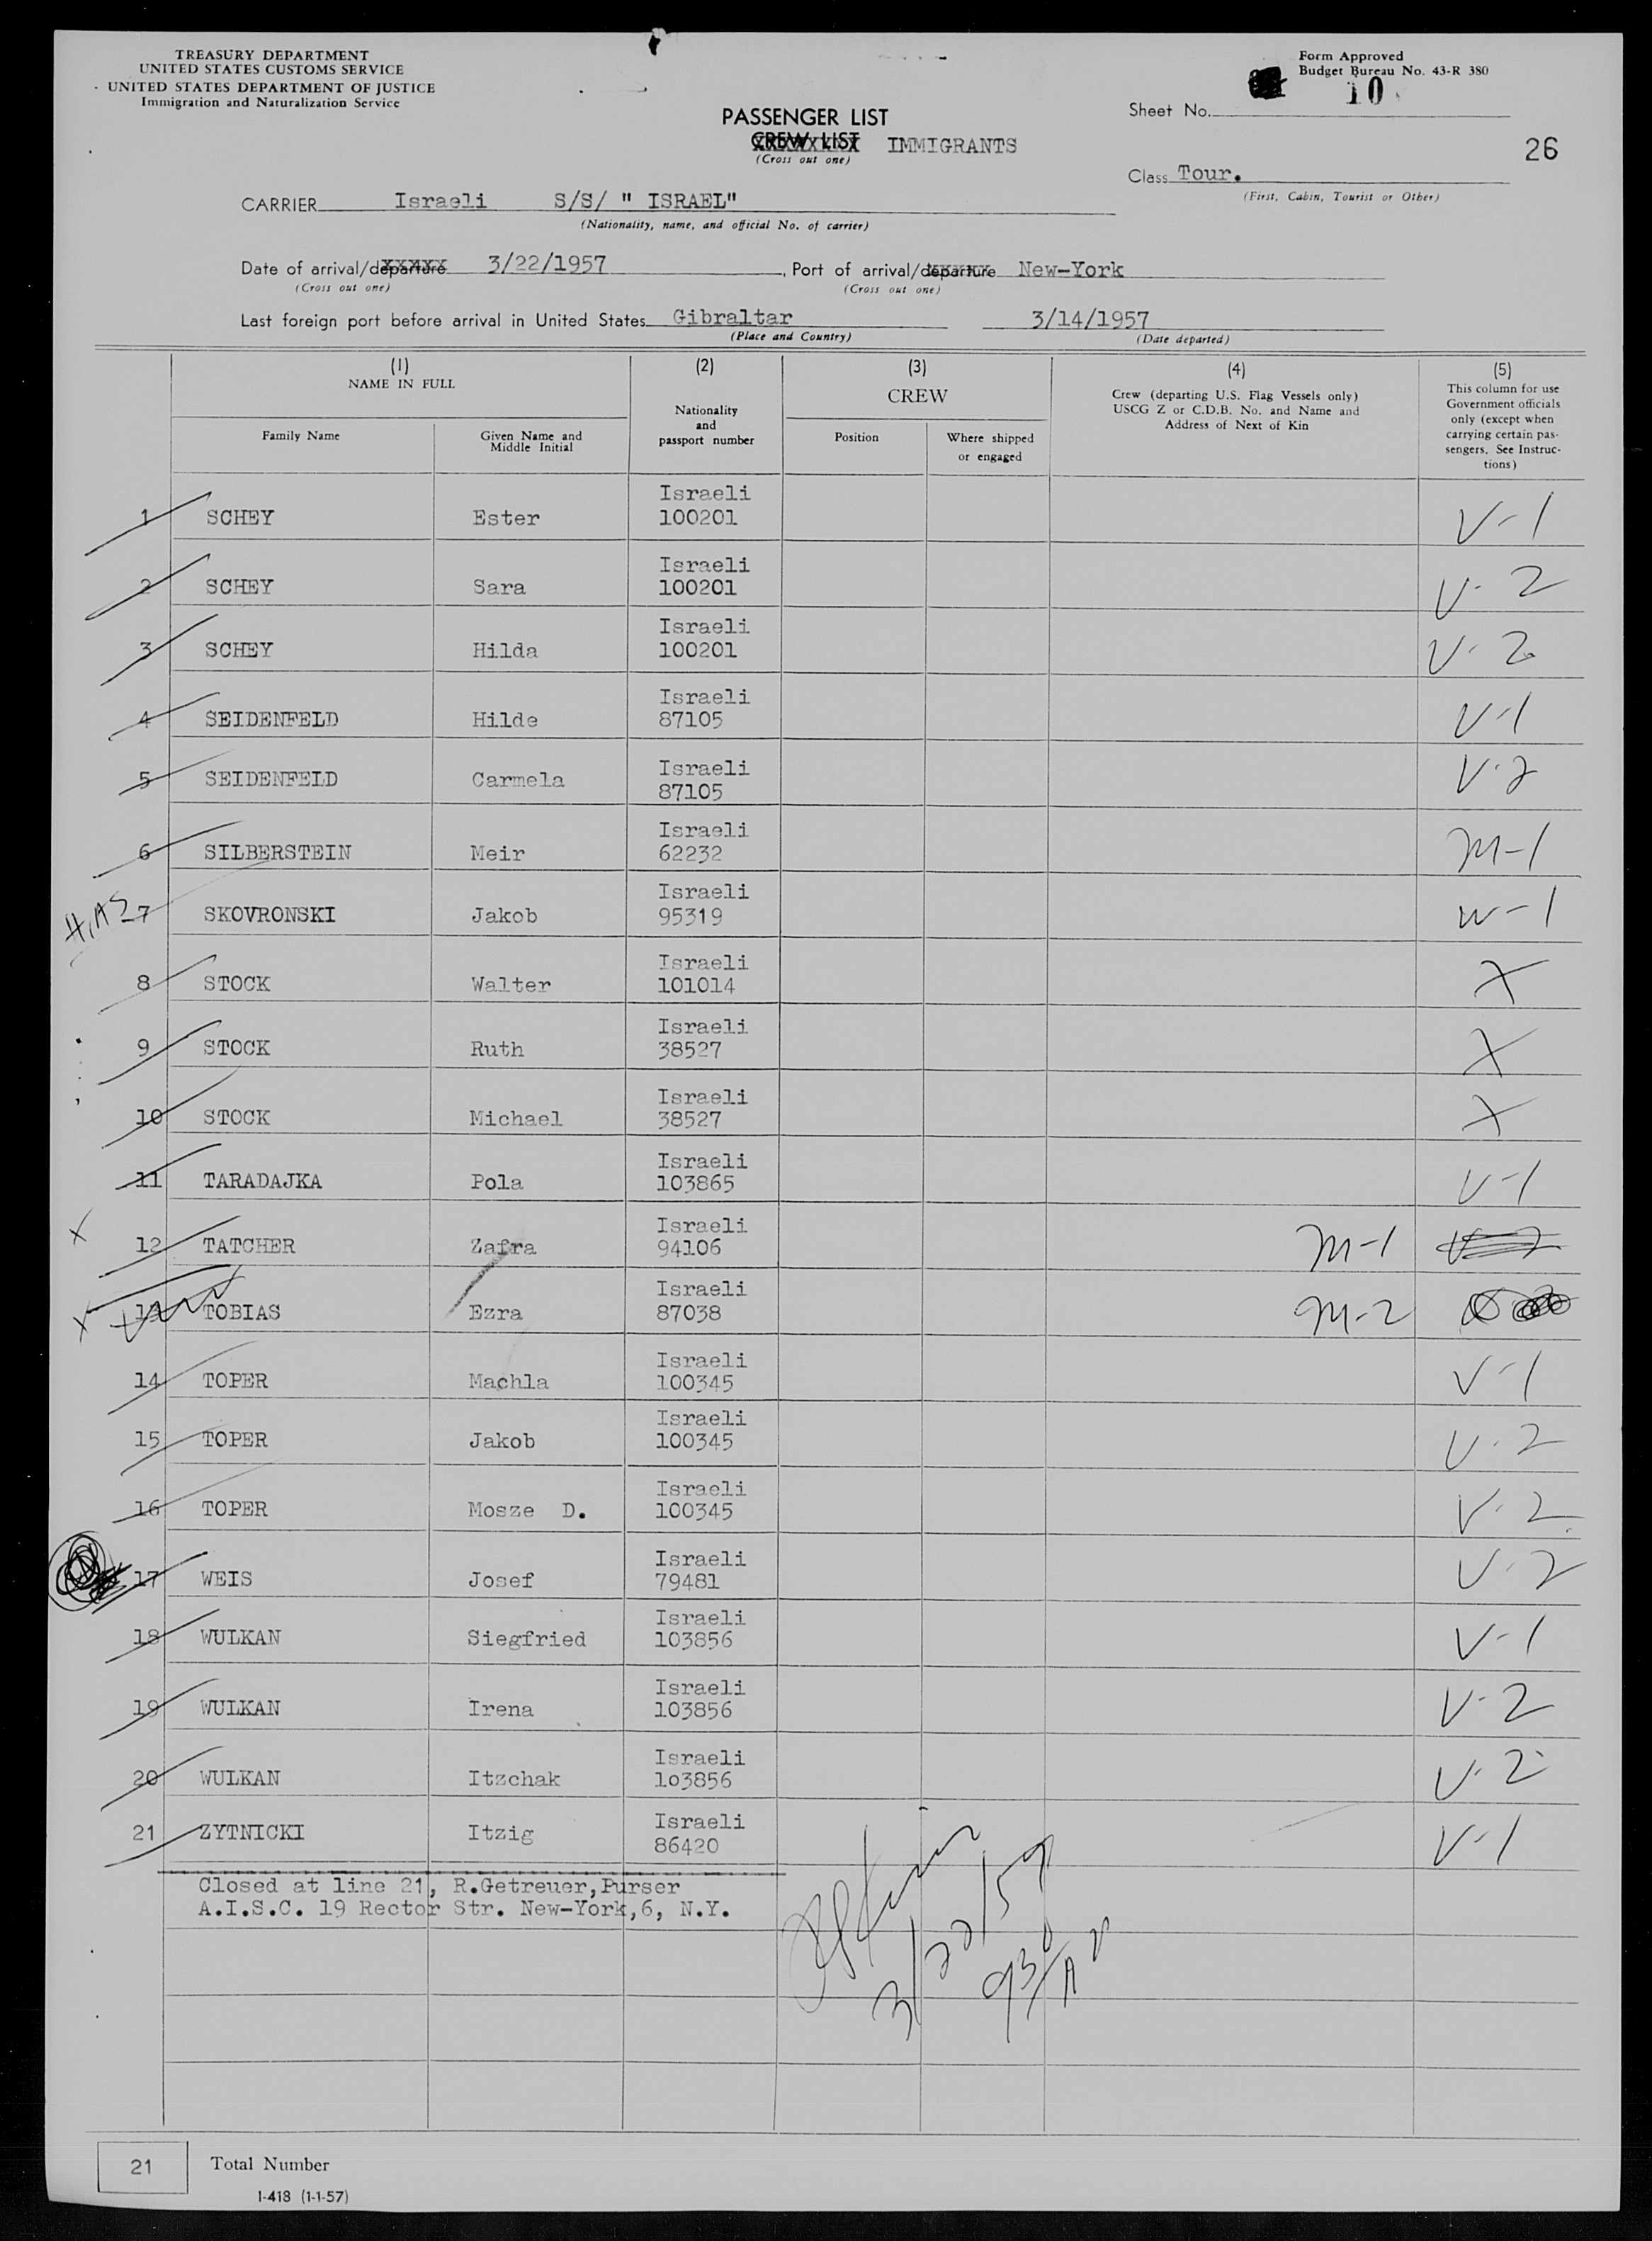 TREASURY DEPARTMENT
UNITED STATES CUSTOMS SERVICE
UNITED STATES DEPARTMENT OF JUSTICE
Immigration and Naturalization Service
Form Approved
Budget Bureau No. 43-R 380
Sheet No. 10
PASSENGER LIST
CREW LIST IMMIGRANTS
(Cross out one)
26
Class Tour.
(First, Cabin, Tourist or Other)
CARRIER Israeli S/S/ " ISRAEL"
(Nationality, name, and official No. of carrier)
Date of arrival/departure 3/22/1957, Port of arrival/departure New-York
(Cross out one) (Cross out one)
Last foreign port before arrival in United States Gibraltar 3/14/1957
(Place and Country) (Date departed)
(1) (2) (3) (4) (5)
NAME IN FULL
Family Name
Given Name and
Middle Initial
Nationality
and
passport number
CREW
Position
Where shipped
or engaged
Crew (departing U.S. Flag Vessels only)
USCG Z or C.D.B. No. and Name and
Address of Next of Kin
This column for use
Government officials
only (except when
carrying certain pas-
sengers. See Instruc-
tions)
Israeli
1 SCHEY Ester 100201 V-1
Israeli
2 SCHEY Sara 100201 V-2
Israeli
3 SCHEY Hilda 100201 V-2
Israeli
4 SEIDENFELD Hilde 87105 V-1
Israeli
5 SEIDENFELD Carmela 87105 V-2
Israeli
6 SILBERSTEIN Meir 62232 M-1
Israeli
7 SKOVRONSKI Jakob 95319 W-1
Israeli
8 STOCK Walter 101014 X
Israeli
9 STOCK Ruth 38527 X
Israeli
10 STOCK Michael 38527 X
Israeli
11 TARADAJKA Pola 103865 V-1
Israeli
X 12 TATCHER Zafra 94106 M-1 V-2
Israeli
X 13 TOBIAS Ezra 87038 M-2
Israeli
14 TOPER Machla 100345 V-1
Israeli
15 TOPER Jakob 100345 V-2
Israeli
16 TOPER Mosze D. 100345 V-2
Israeli
17 WEIS Josef 79481 V-2
Israeli
18 WULKAN Siegfried 103856 V-1
Israeli
19 WULKAN Irena 103856 V-2
Israeli
20 WULKAN Itzchak 1o3856 V-2
Israeli
21 ZYTNICKI Itzig 86420 V-1
Closed at line 21, R.Getreuer,Purser
A.I.S.C. 19 Rector Str. New-York,6, N.Y.
21 Total Number
I-418 (1-1-57)